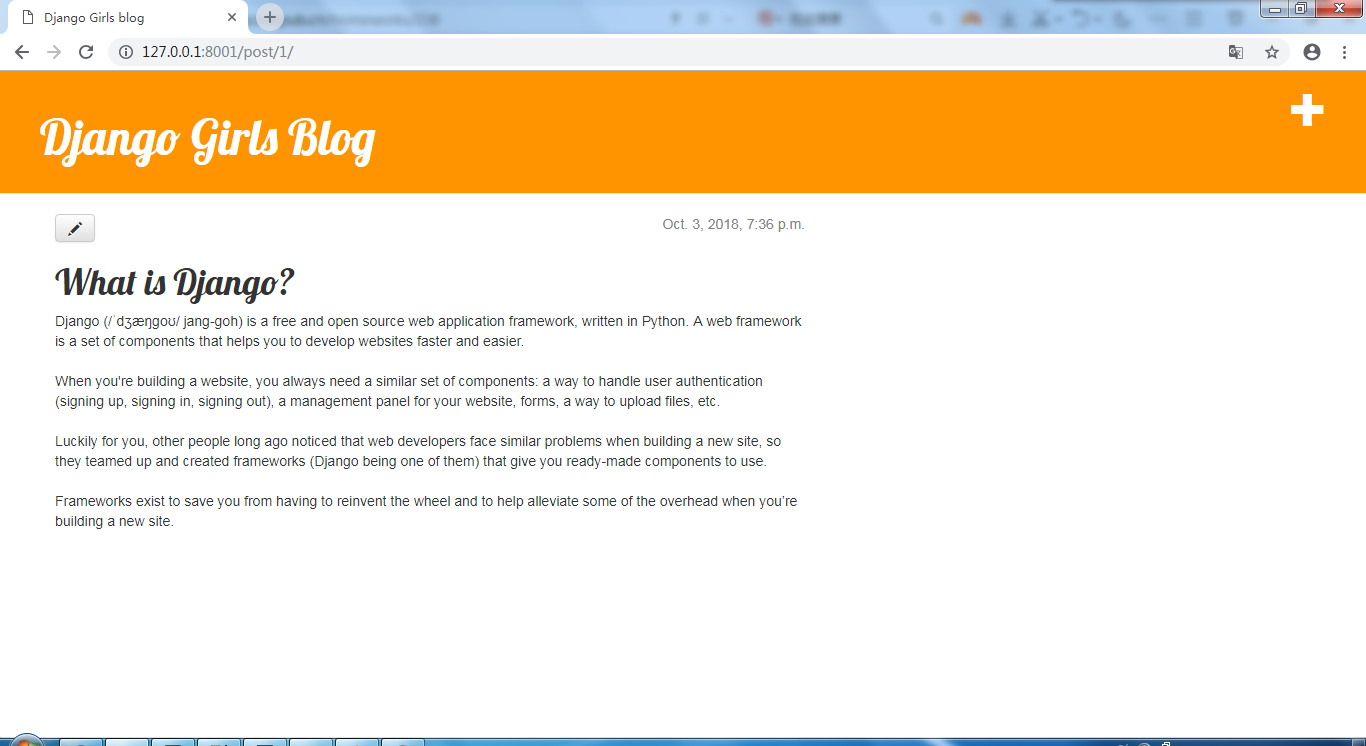 Django Girls blog
127.0.0.1:8001/post/1/
Django Girls Blog
Oct. 3, 2018, 7:36 p.m.
What is Django?
Django (/ˈdʒæŋɡoʊ/ jang-goh) is a free and open source web application framework, written in Python. A web framework
is a set of components that helps you to develop websites faster and easier.
When you're building a website, you always need a similar set of components: a way to handle user authentication
(signing up, signing in, signing out), a management panel for your website, forms, a way to upload files, etc.
Luckily for you, other people long ago noticed that web developers face similar problems when building a new site, so
they teamed up and created frameworks (Django being one of them) that give you ready-made components to use.
Frameworks exist to save you from having to reinvent the wheel and to help alleviate some of the overhead when you’re
building a new site.